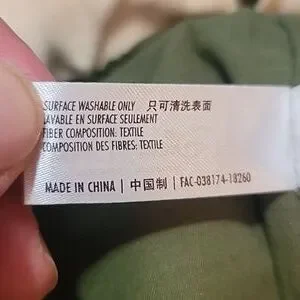 SURFACE WASHABLE ONLY 只可清洗表面
LAVABLE EN SURFACE SEULEMENT
FIBER COMPOSITION: TEXTILE
COMPOSITION DES FIBRES: TEXTILE
MADE IN CHINA | 中国制 | FAC-038174-18260